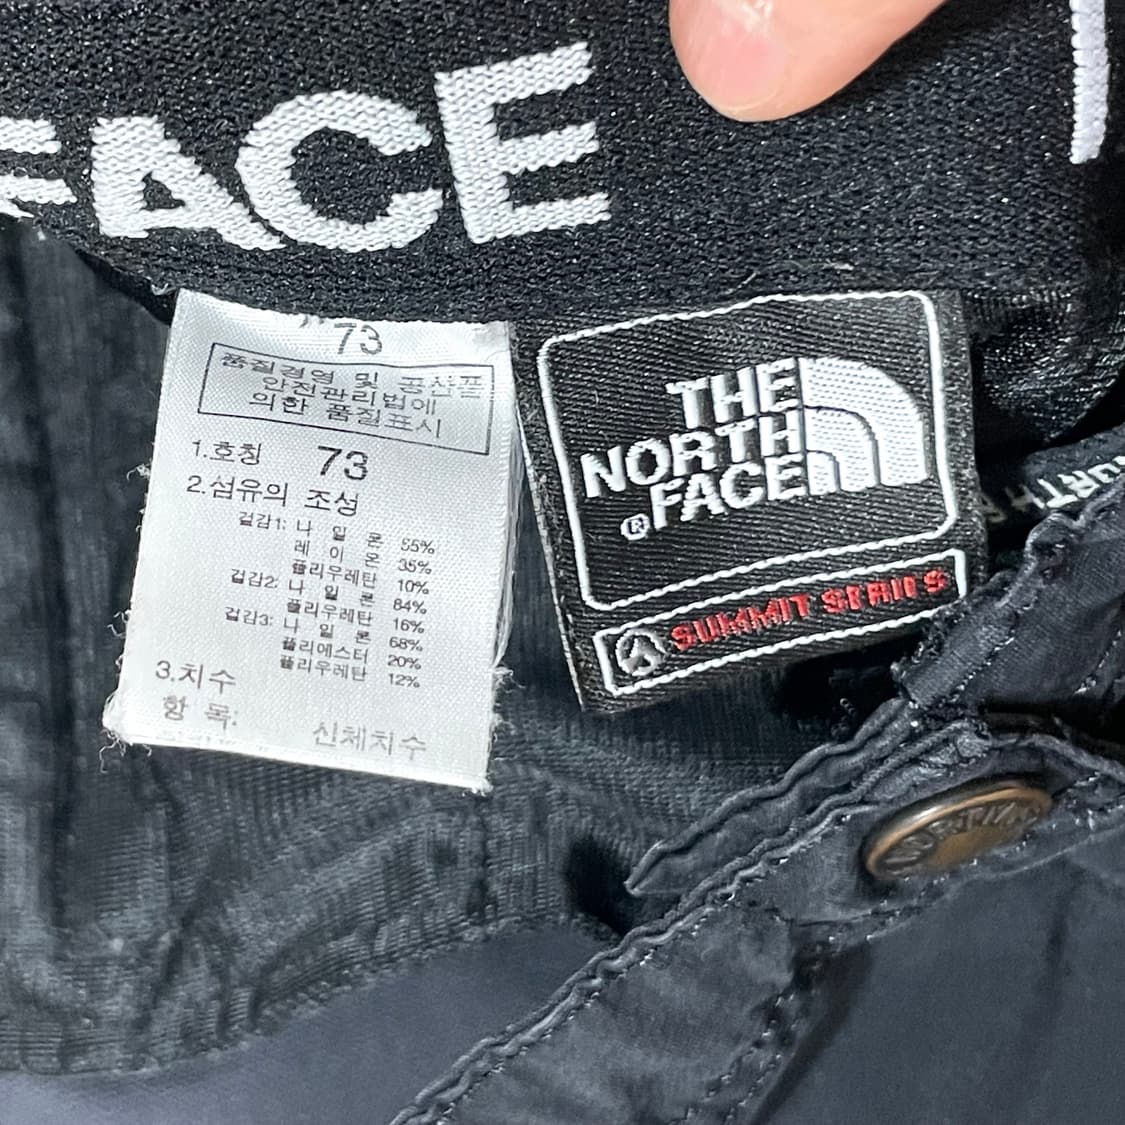 FACE
73
품질경영 및 공산품
안전관리법에
의한 품질표시
1.호칭 73
2.섬유의 조성
겉감1: 나 일 론 55%
레 이 온 35%
폴리우레탄 10%
겉감2: 나 일 론 84%
폴리우레탄 16%
겉감3: 나 일 론 68%
폴리에스터 20%
폴리우레탄 12%
3.치수
항 목: 신체치수
THE
NORTH
®FACE
SUMMIT SERIES